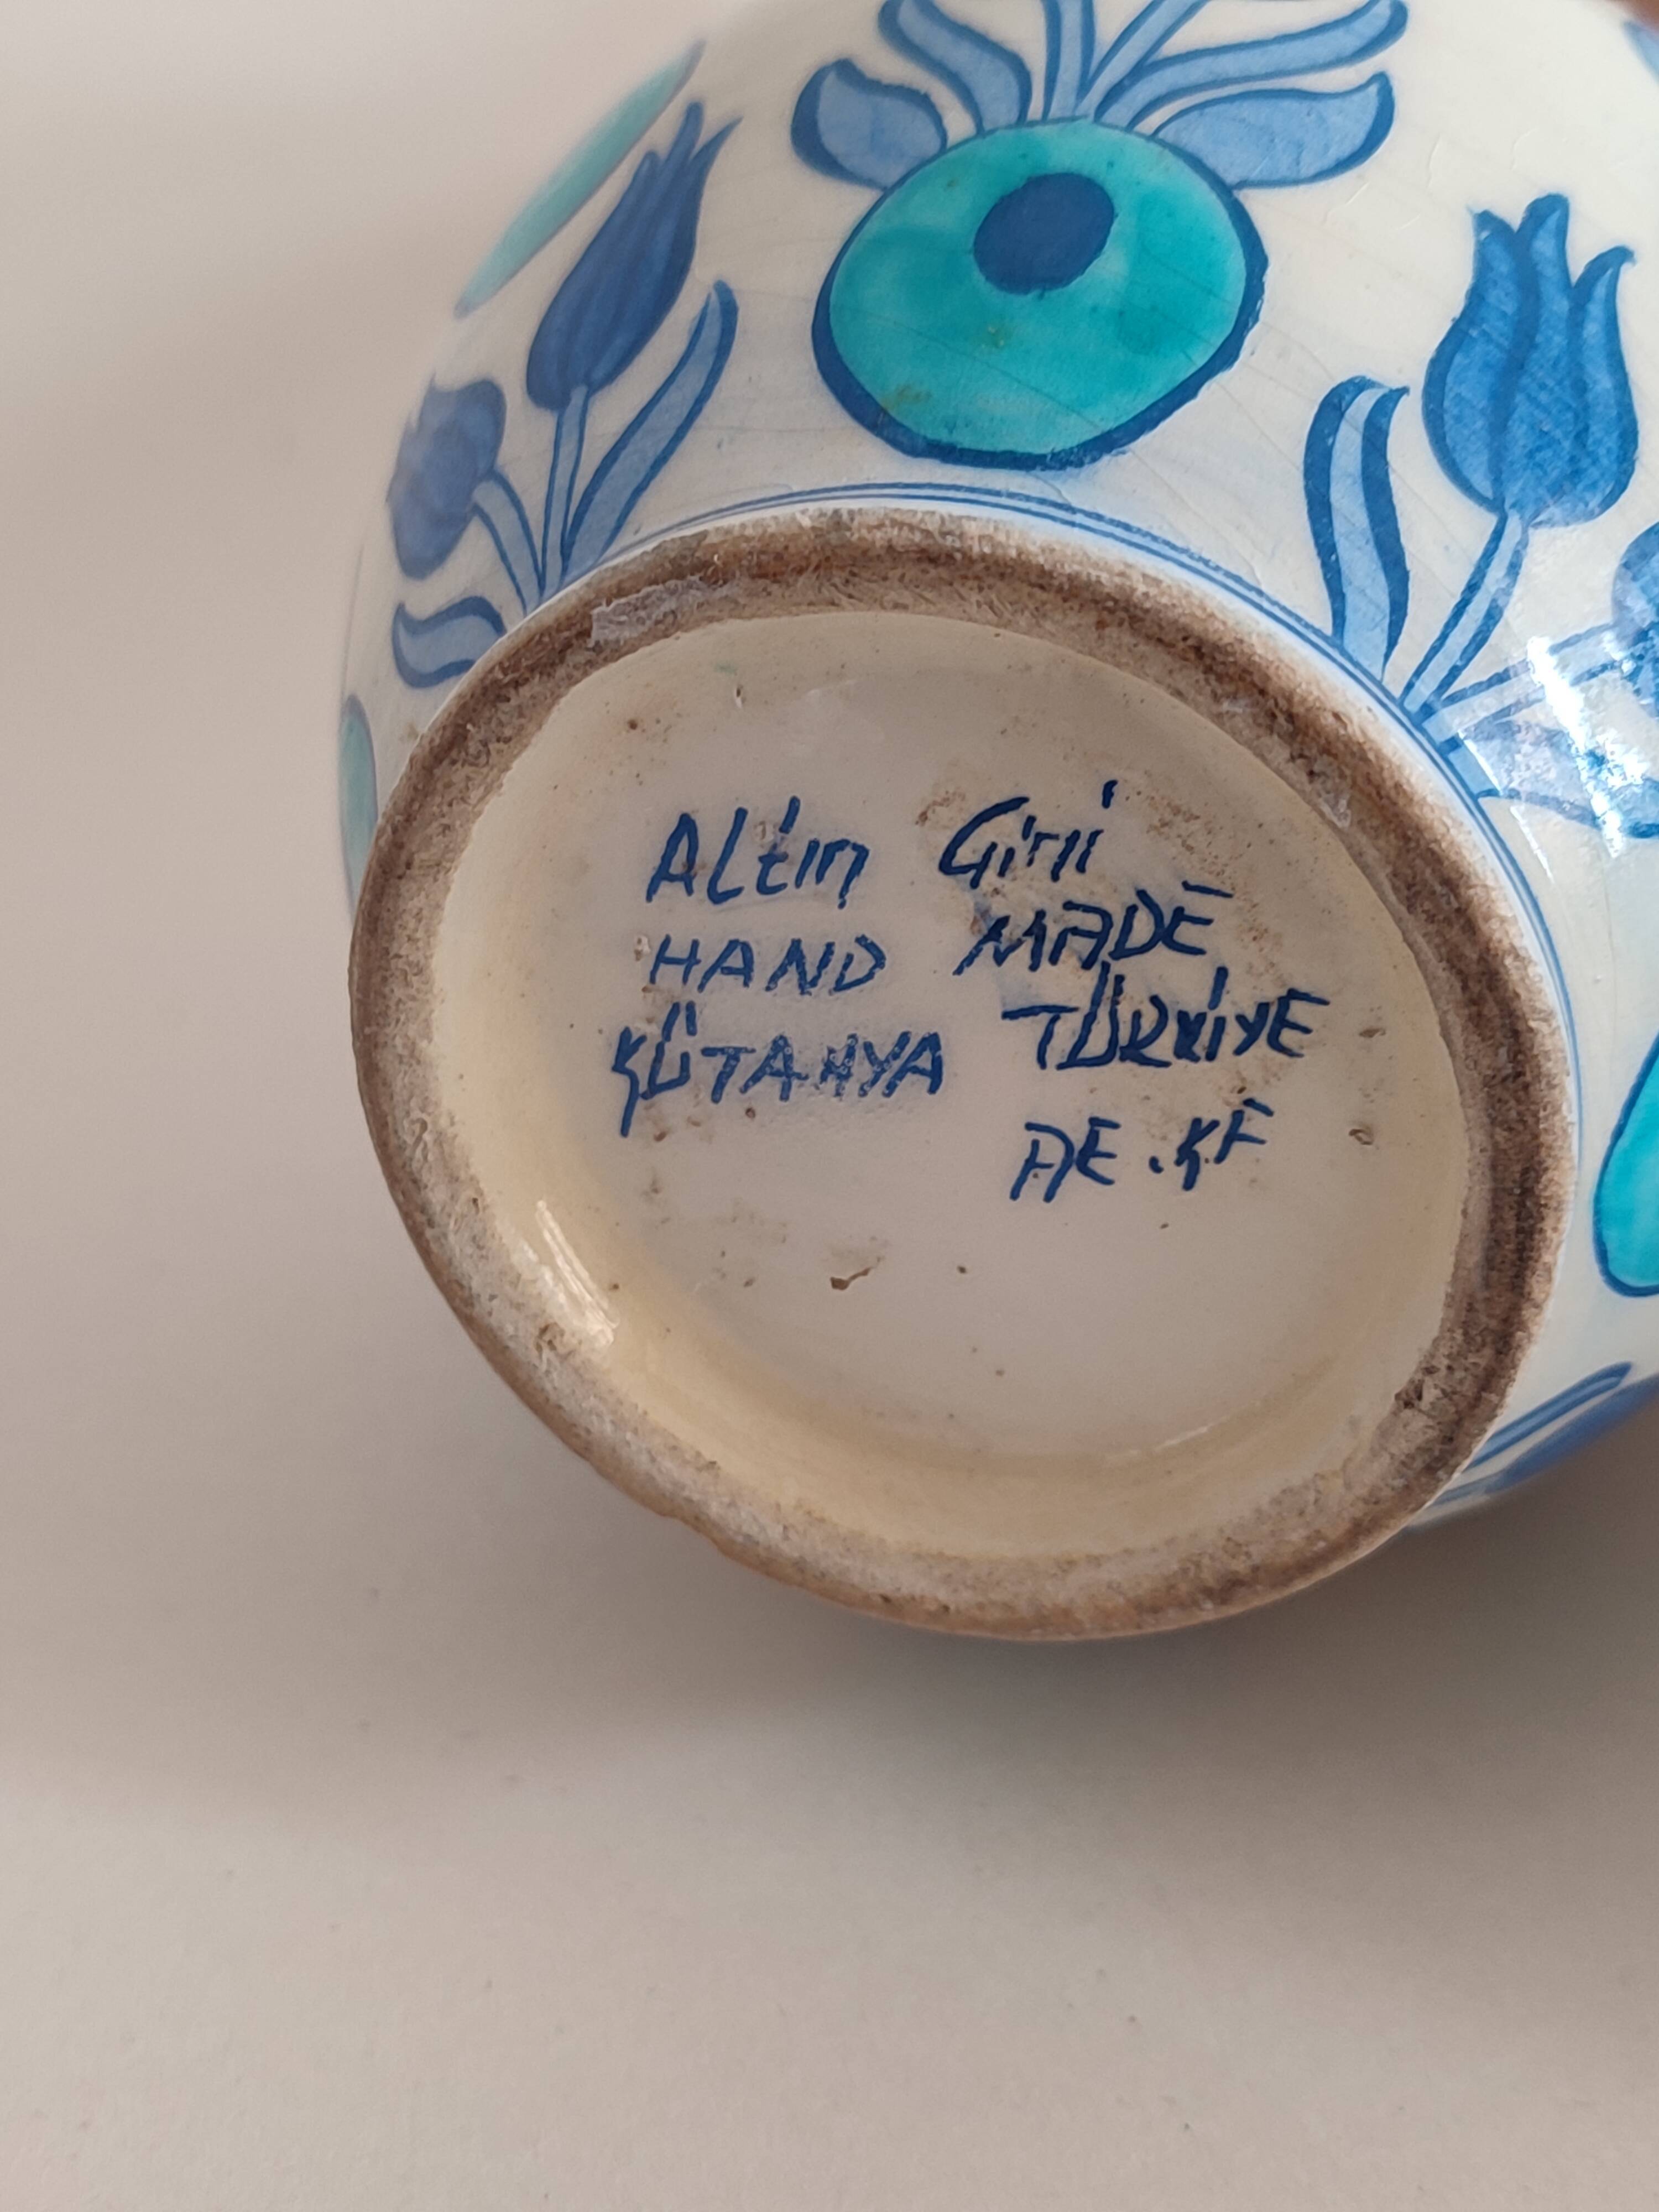 ALtın Çini
HAND MADE
KÜTAHYA TÜRKİYE
AE.KF